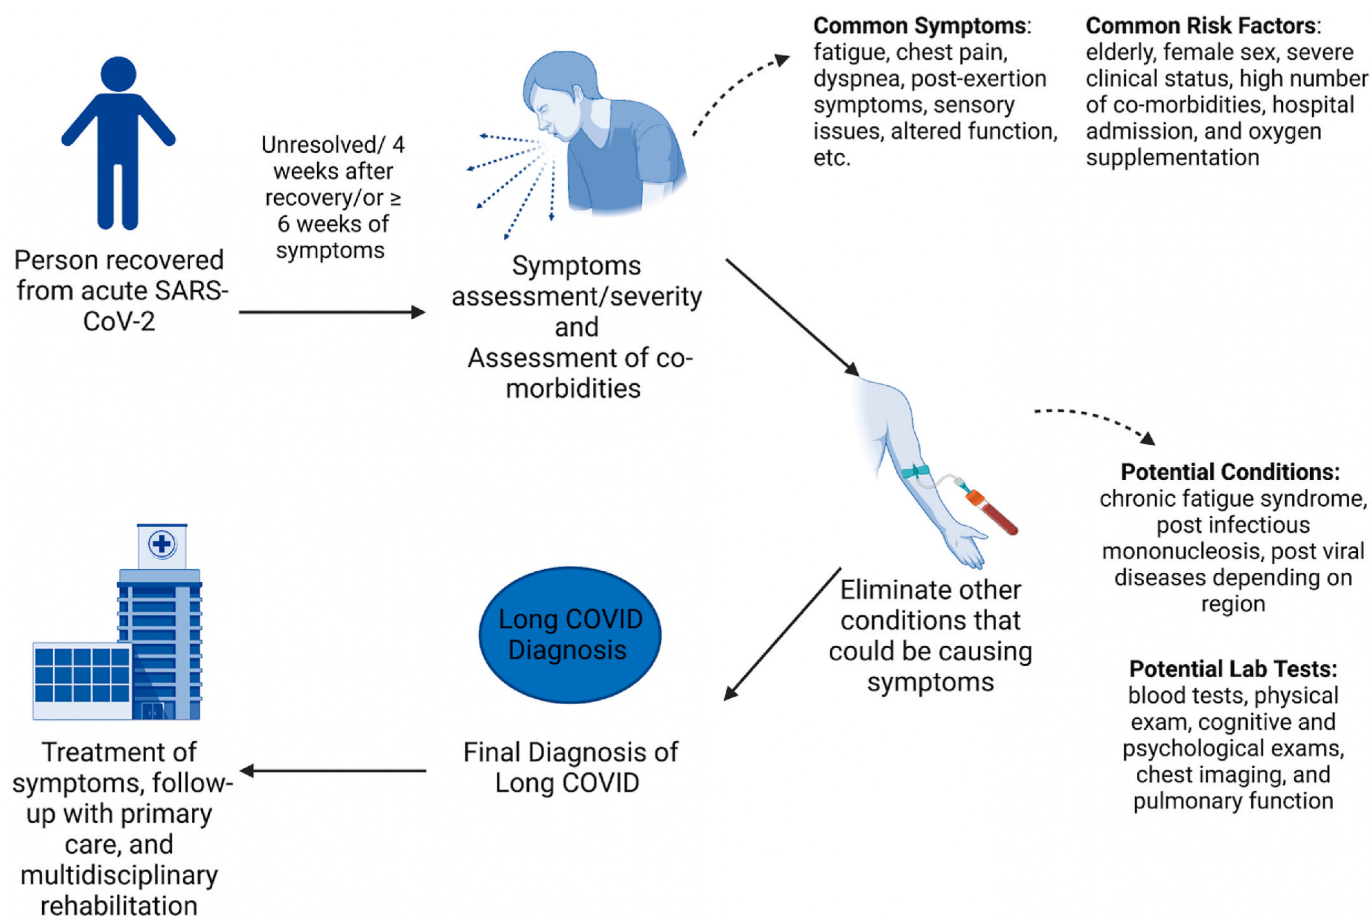 Common Symptoms:
fatigue, chest pain,
dyspnea, post-exertion
symptoms, sensory
issues, altered function,
etc.
Common Risk Factors:
elderly, female sex, severe
clinical status, high number
of co-morbidities, hospital
admission, and oxygen
supplementation
Unresolved/ 4
weeks after
recovery/or ≥
6 weeks of
symptoms
Person recovered
from acute SARS-
CoV-2
Symptoms
assessment/severity
and
Assessment of co-
morbidities
Potential Conditions:
chronic fatigue syndrome,
post infectious
mononucleosis, post viral
diseases depending on
region
Eliminate other
conditions that
could be causing
symptoms
Potential Lab Tests:
blood tests, physical
exam, cognitive and
psychological exams,
chest imaging, and
pulmonary function
Long COVID
Diagnosis
Final Diagnosis of
Long COVID
Treatment of
symptoms, follow-
up with primary
care, and
multidisciplinary
rehabilitation